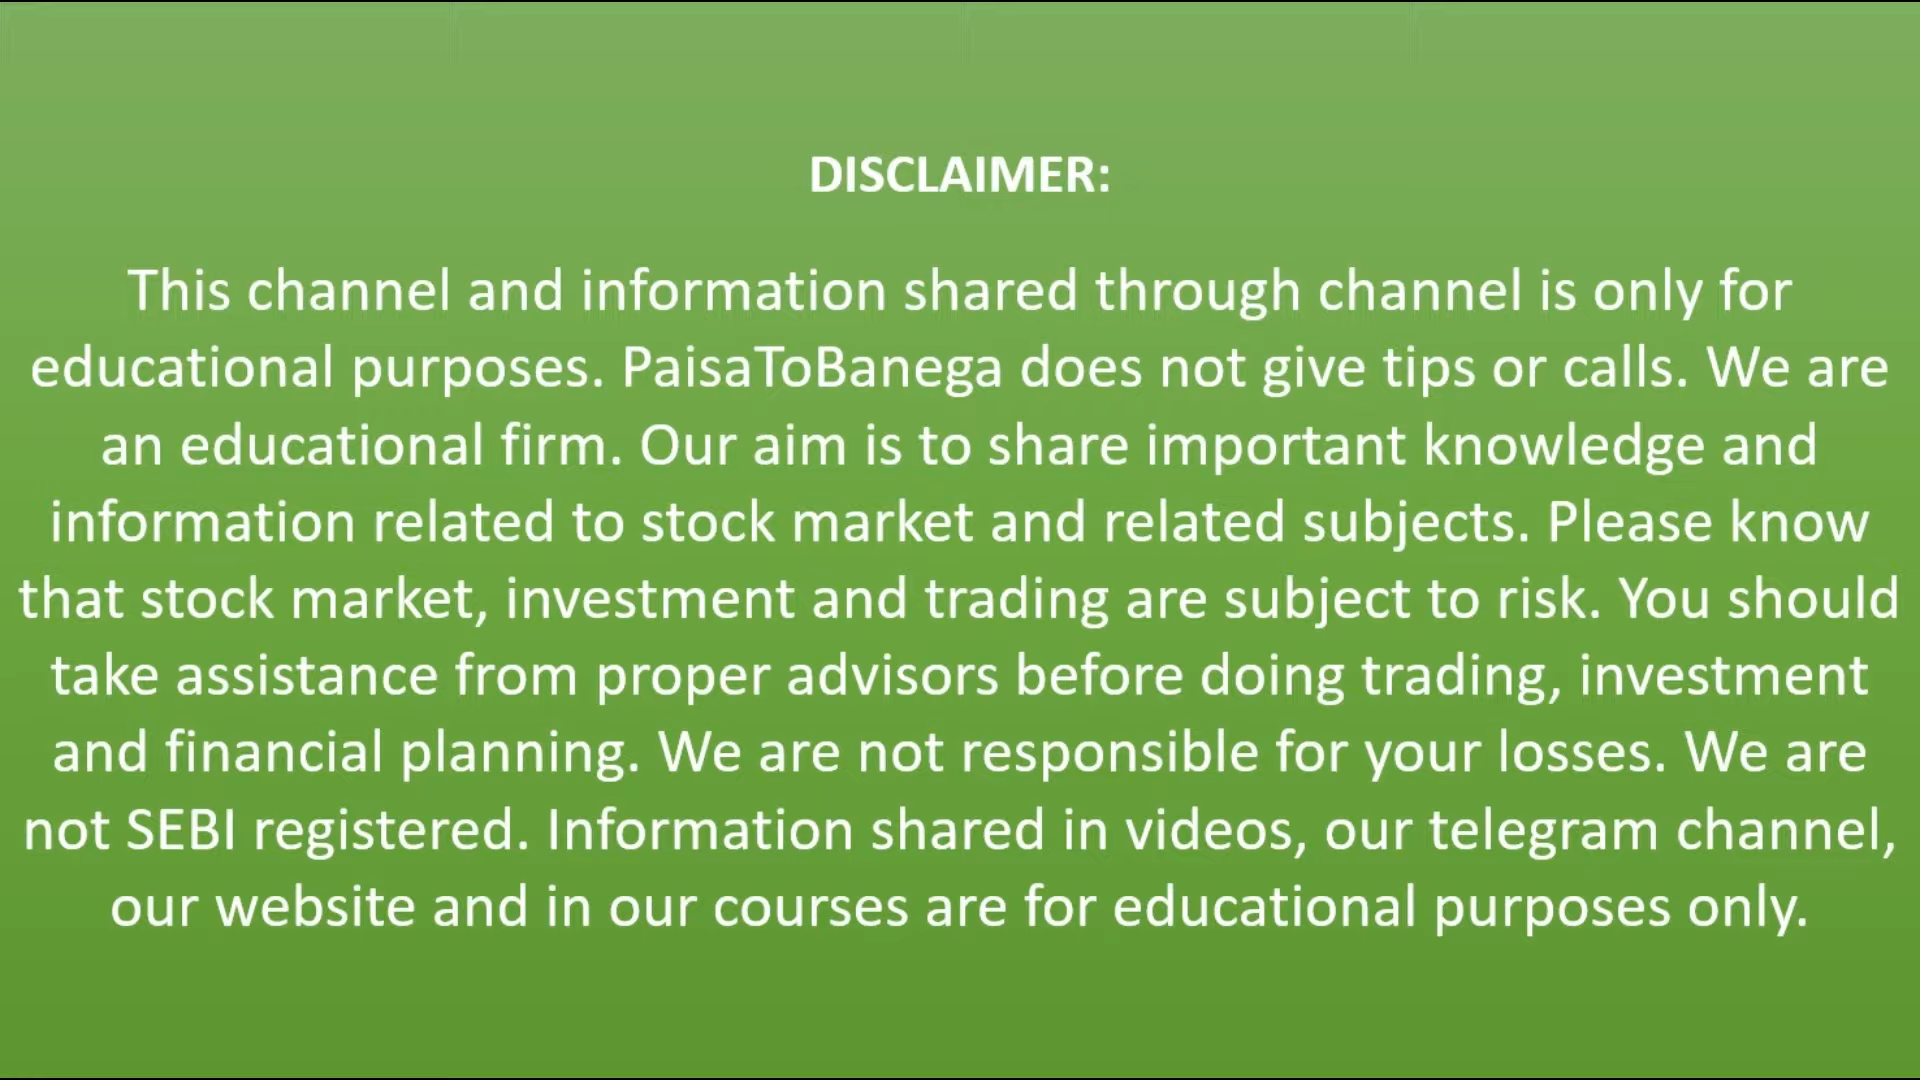 DISCLAIMER:
This channel and information shared through channel is only for
educational purposes. PaisaToBanega does not give tips or calls. We are
an educational firm. Our aim is to share important knowledge and
information related to stock market and related subjects. Please know
that stock market, investment and trading are subject to risk. You should
take assistance from proper advisors before doing trading, investment
and financial planning. We are not responsible for your losses. We are
not SEBI registered. Information shared in videos, our telegram channel,
our website and in our courses are for educational purposes only.